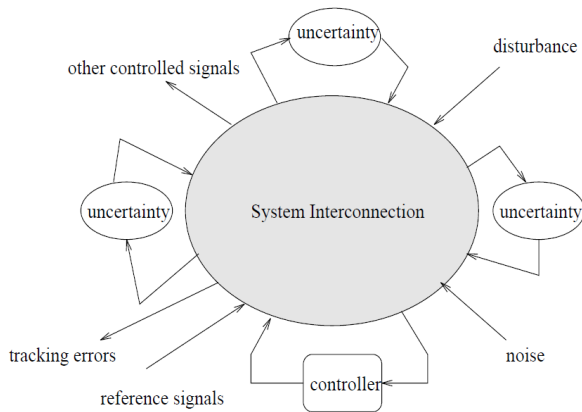 uncertainty
disturbance
other controlled signals
uncertainty
System Interconnection
uncertainty
tracking errors
noise
controller
reference signals